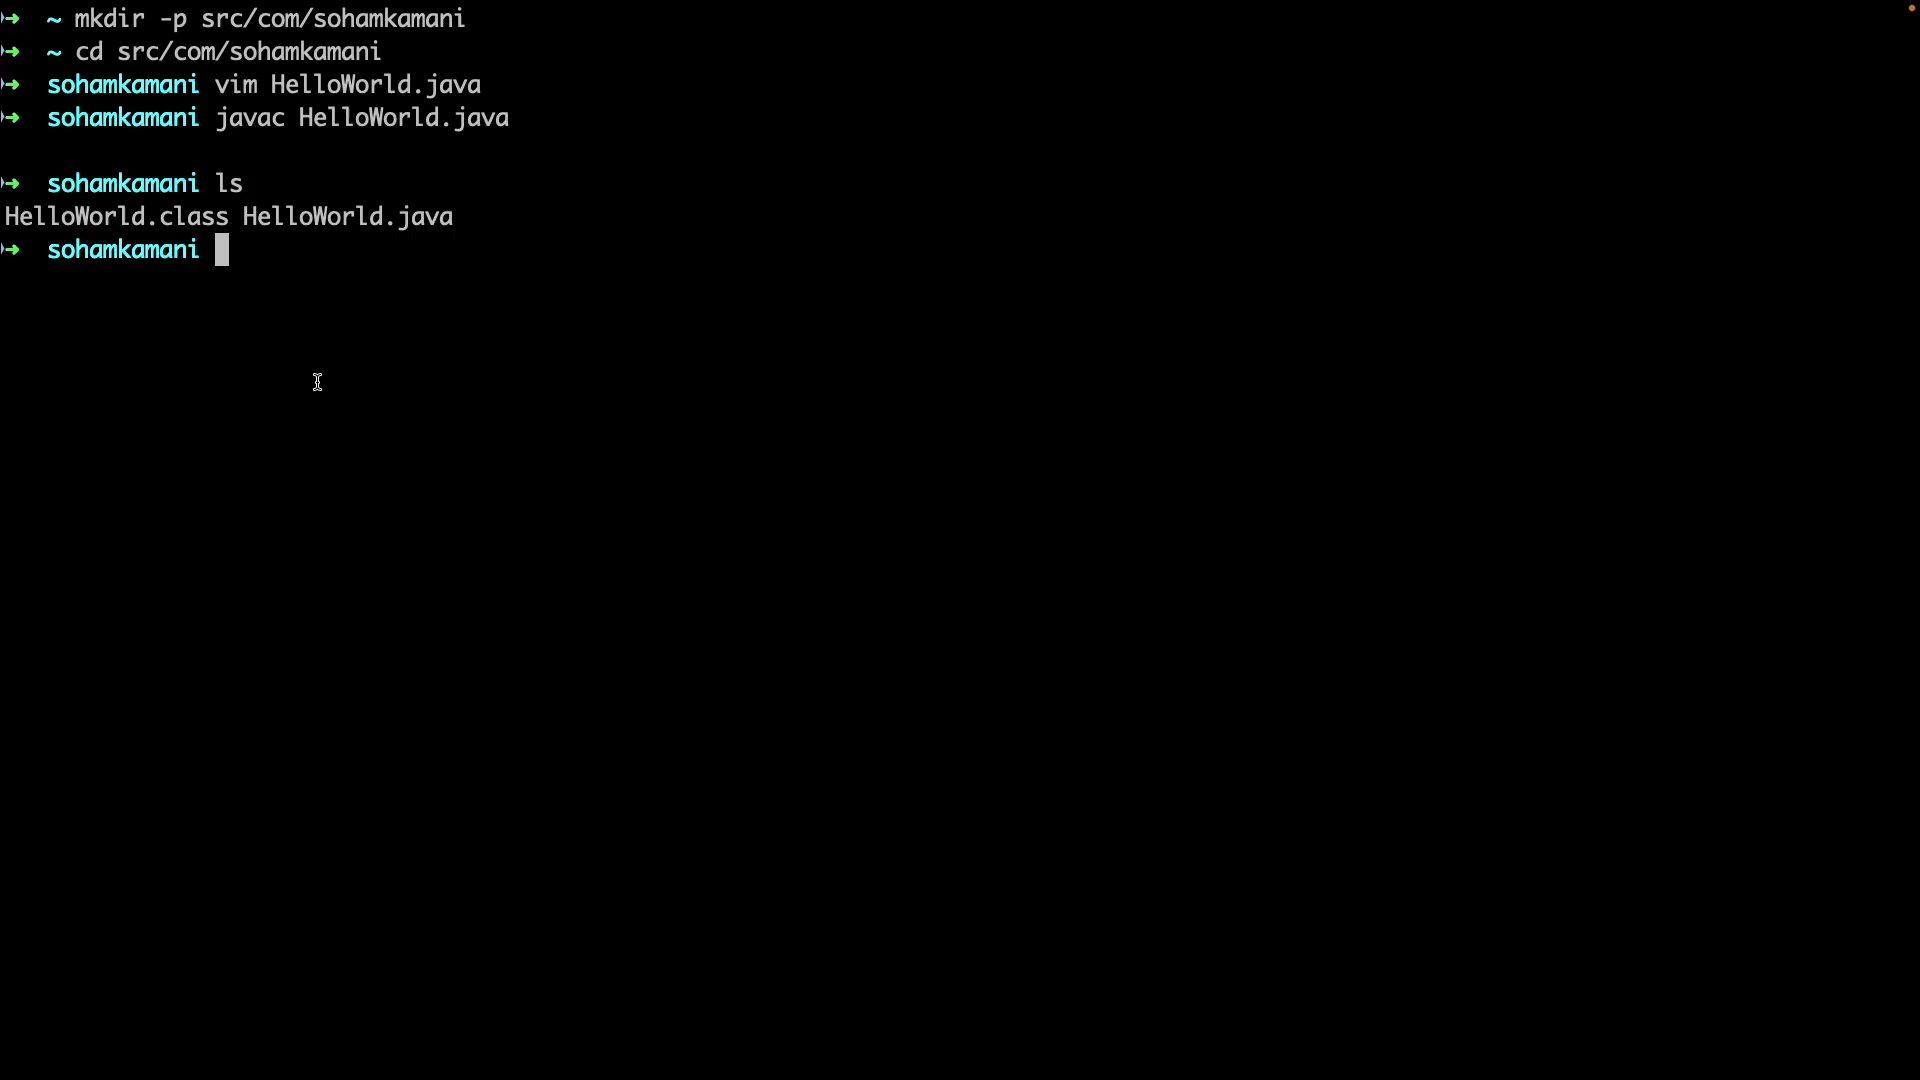 ➜ ~ mkdir -p src/com/sohamkamani
➜ ~ cd src/com/sohamkamani
➜ sohamkamani vim HelloWorld.java
➜ sohamkamani javac HelloWorld.java
➜ sohamkamani ls
HelloWorld.class HelloWorld.java
➜ sohamkamani